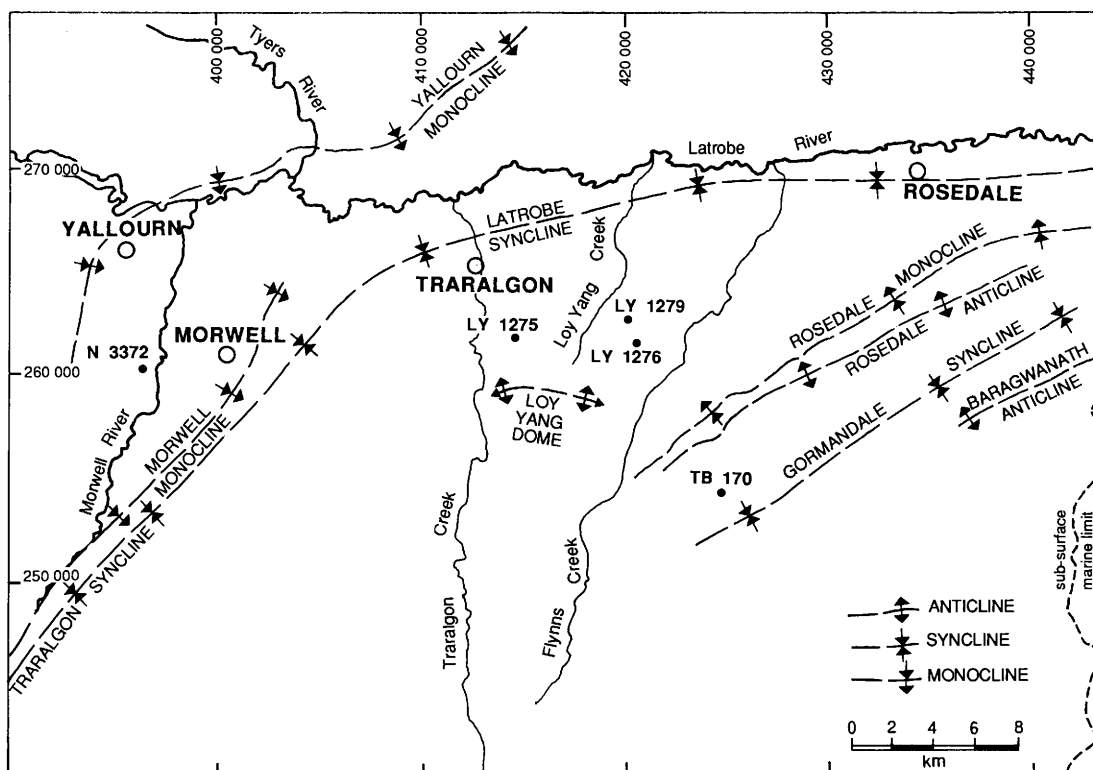 400 000
410 000
420 000
430 000
440 000
Tyers
River
YALLOURN
MONOCLINE
Latrobe
River
270 000
ROSEDALE
YALLOURN
LATROBE
SYNCLINE
Creek
TRARALGON
Loy Yang
LY 1279
LY 1275
LY 1276
MORWELL
N 3372
260 000
ROSEDALE
MONOCLINE
ROSEDALE
ANTICLINE
GORMANDALE
SYNCLINE
BARAGWANATH
ANTICLINE
LOY
YANG
DOME
Morwell
River
MORWELL
MONOCLINE
TRARALGON
SYNCLINE
TB 170
250 000
Traralgon
Creek
Flynns
Creek
sub-surface
marine limit
ANTICLINE
SYNCLINE
MONOCLINE
0 2 4 6 8
km